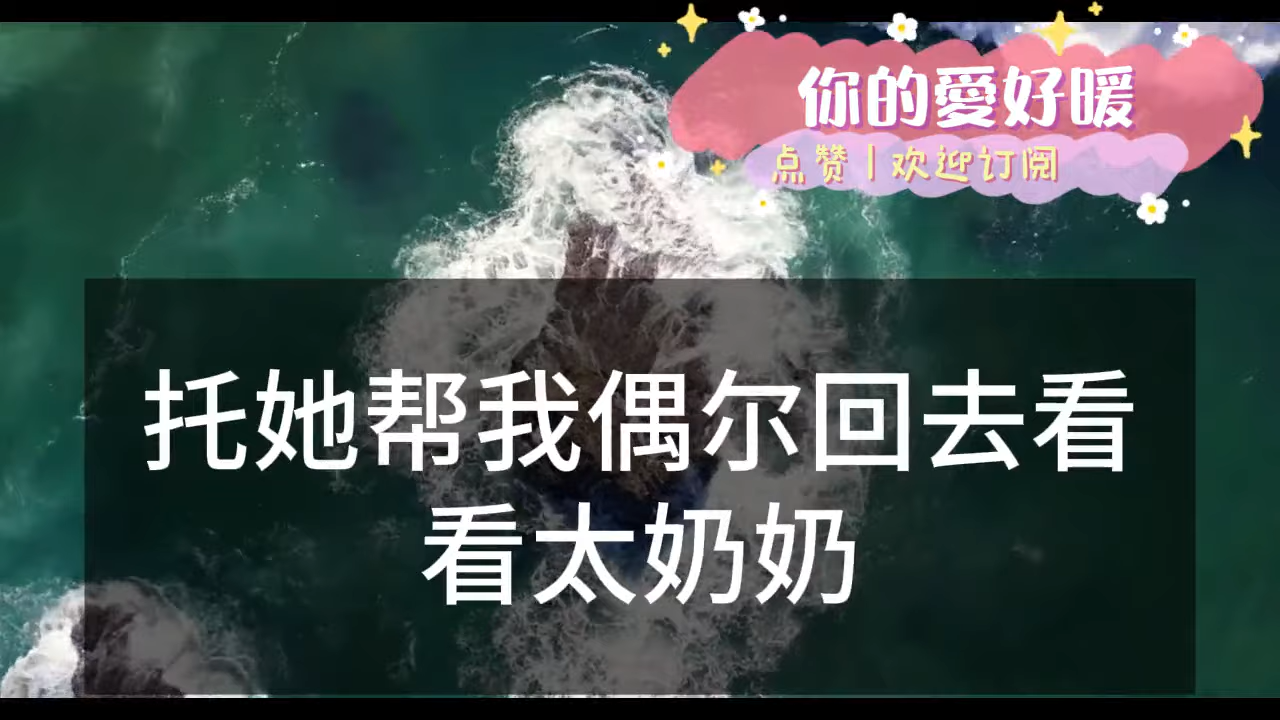 你的愛好暖
点赞 | 欢迎订阅
托她帮我偶尔回去看
看太奶奶